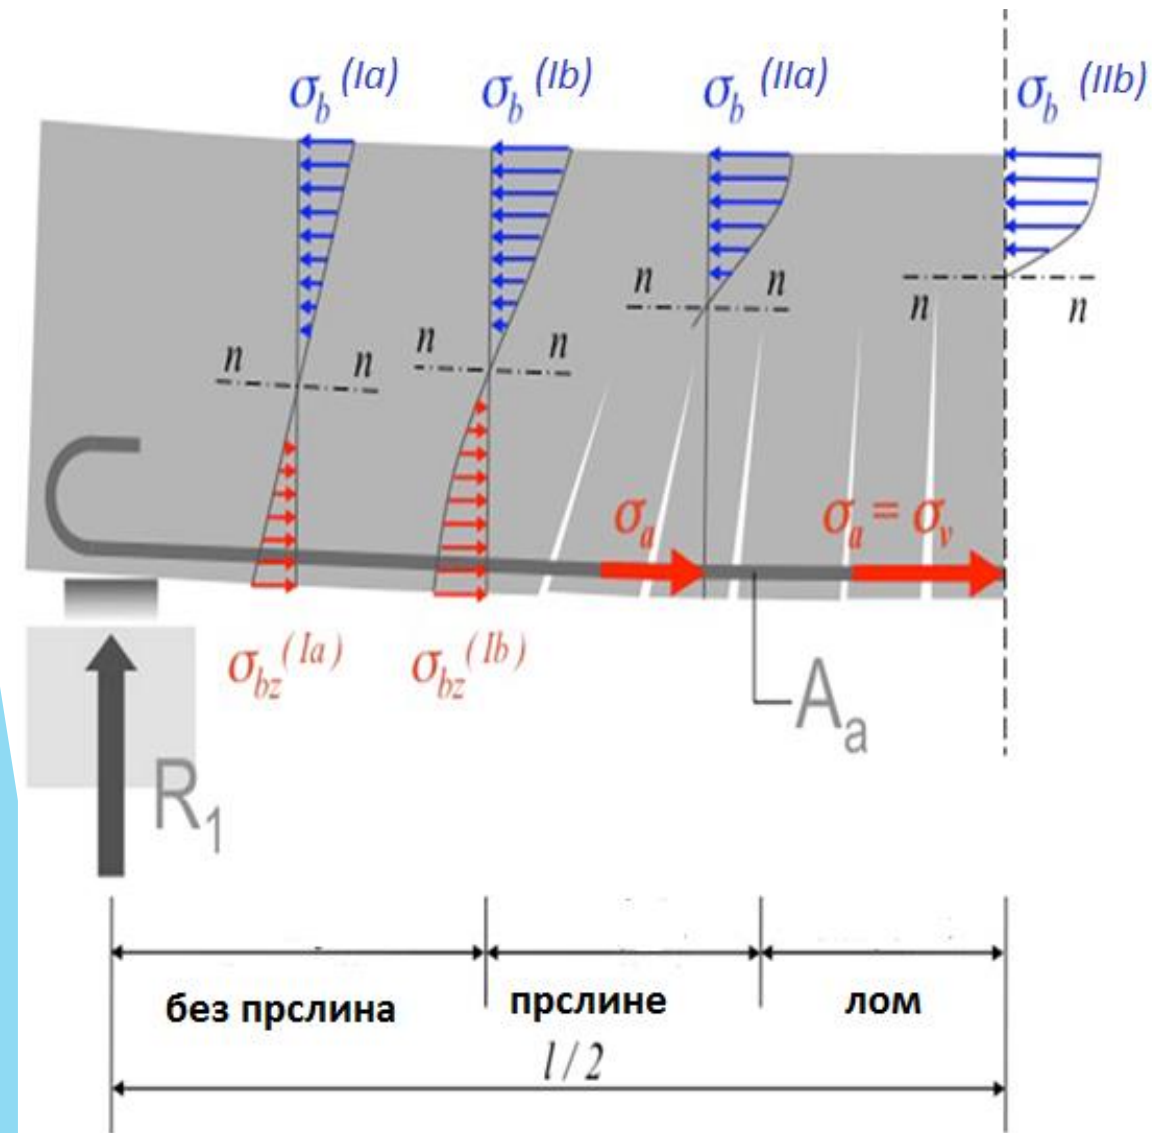 σb (Ia) σb (Ib) σb (IIa) σb (IIb)
n n
n n
n n
n n
σa σa = σv
σbz (Ia) σbz (Ib)
Aa
R1
без прслина прслине лом
l / 2